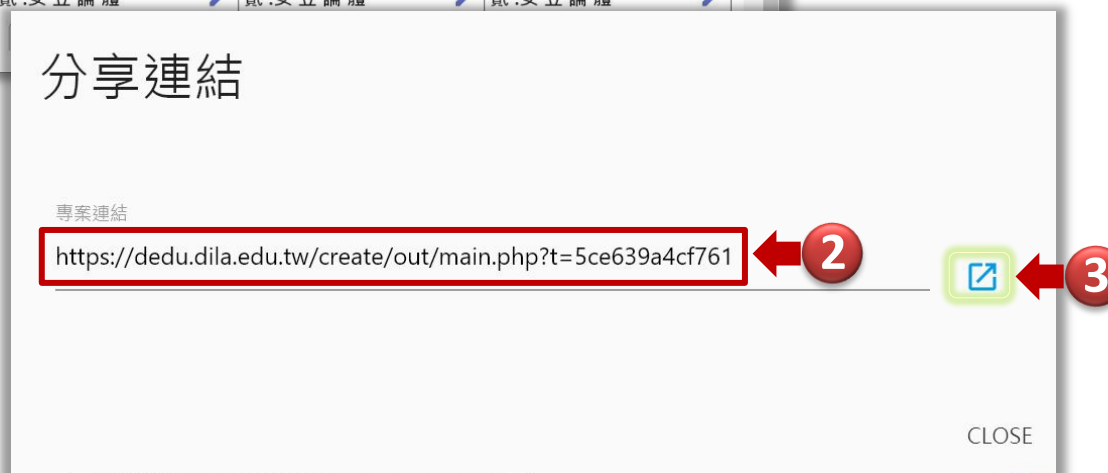 分享連結
專案連結
https://dedu.dila.edu.tw/create/out/main.php?t=5ce639a4cf761
2
3
CLOSE